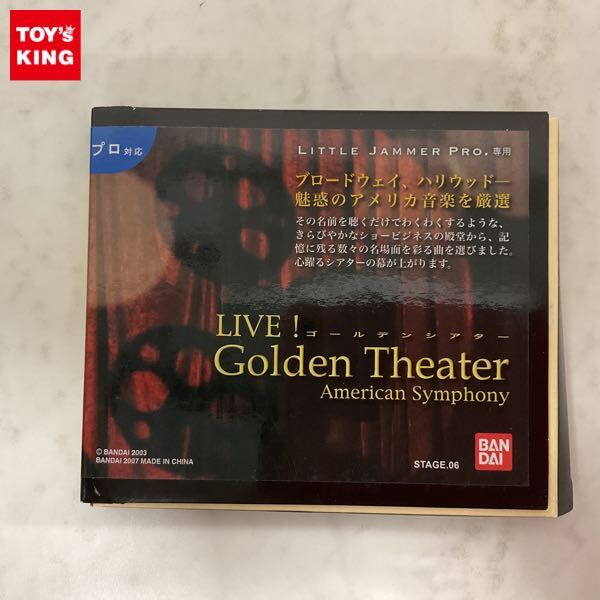 TOY's
KING
プロ対応
LITTLE JAMMER PRO. 専用
ブロードウェイ、ハリウッド―
魅惑のアメリカ音楽を厳選
その名前を聴くだけでわくわくするような、
きらびやかなショービジネスの殿堂から、記
憶に残る数々の名場面を彩る曲を選びました。
心躍るシアターの幕が上がります。
LIVE！ゴールデンシアター
Golden Theater
American Symphony
© BANDAI 2003
BANDAI 2007 MADE IN CHINA
STAGE.06
BAN
DAI